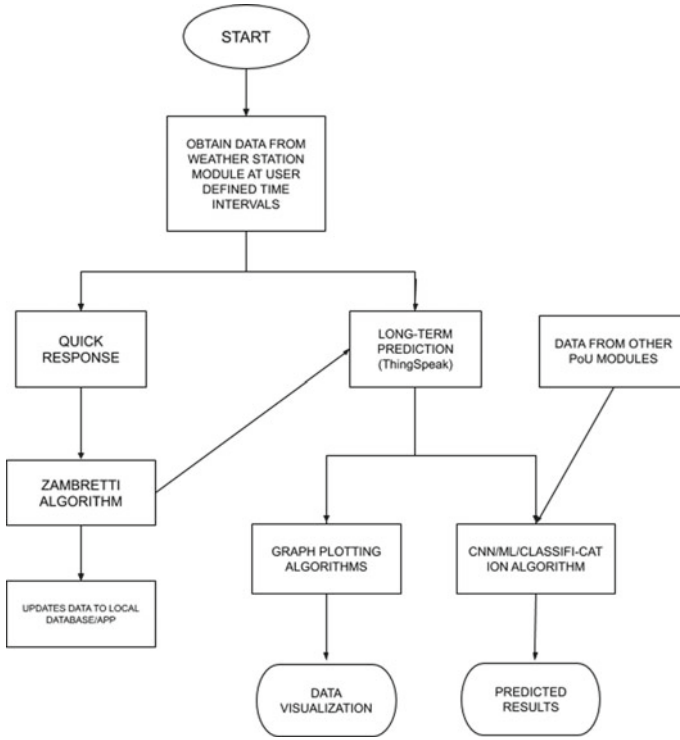 START
OBTAIN DATA FROM
WEATHER STATION
MODULE AT USER
DEFINED TIME
INTERVALS
QUICK
RESPONSE
LONG-TERM
PREDICTION
(ThingSpeak)
DATA FROM OTHER
PoU MODULES
ZAMBRETTI
ALGORITHM
GRAPH PLOTTING
ALGORITHMS
CNN/ML/CLASSIFI-CAT
ION ALGORITHM
UPDATES DATA TO LOCAL
DATABASE/APP
DATA
VISUALIZATION
PREDICTED
RESULTS